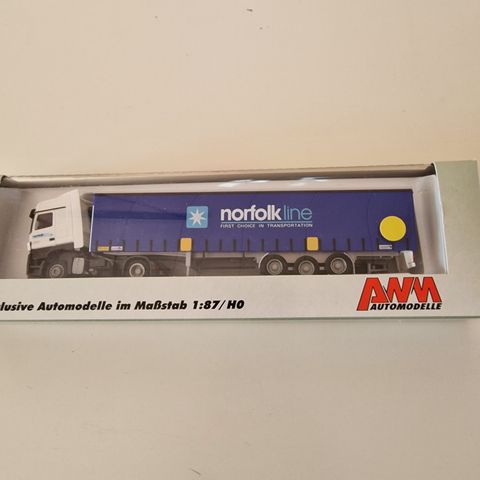 norfolkline
FIRST CHOICE IN TRANSPORTATION
lusive Automodelle im Maßstab 1:87/H0
AWM
AUTOMODELLE